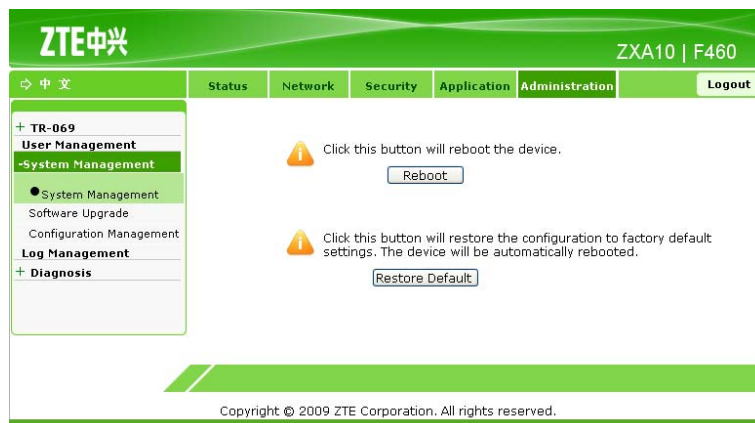 ZTE中兴
ZXA10 | F460
中 文
Status Network Security Application Administration Logout
+ TR-069
User Management
-System Management
System Management
Software Upgrade
Configuration Management
Log Management
+ Diagnosis
Click this button will reboot the device.
Reboot
Click this button will restore the configuration to factory default
settings. The device will be automatically rebooted.
Restore Default
Copyright © 2009 ZTE Corporation. All rights reserved.